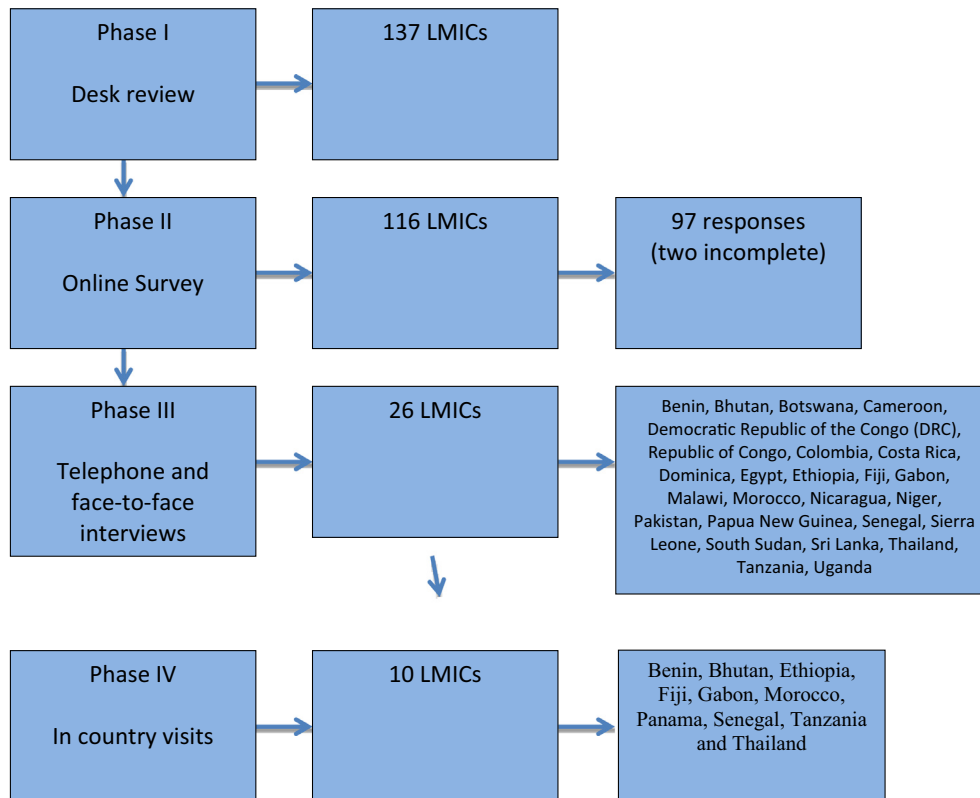 Phase I
Desk review
137 LMICs
Phase II
Online Survey
116 LMICs
97 responses
(two incomplete)
Phase III
Telephone and
face-to-face
interviews
26 LMICs
Benin, Bhutan, Botswana, Cameroon,
Democratic Republic of the Congo (DRC),
Republic of Congo, Colombia, Costa Rica,
Dominica, Egypt, Ethiopia, Fiji, Gabon,
Malawi, Morocco, Nicaragua, Niger,
Pakistan, Papua New Guinea, Senegal, Sierra
Leone, South Sudan, Sri Lanka, Thailand,
Tanzania, Uganda
Phase IV
In country visits
10 LMICs
Benin, Bhutan, Ethiopia,
Fiji, Gabon, Morocco,
Panama, Senegal, Tanzania
and Thailand